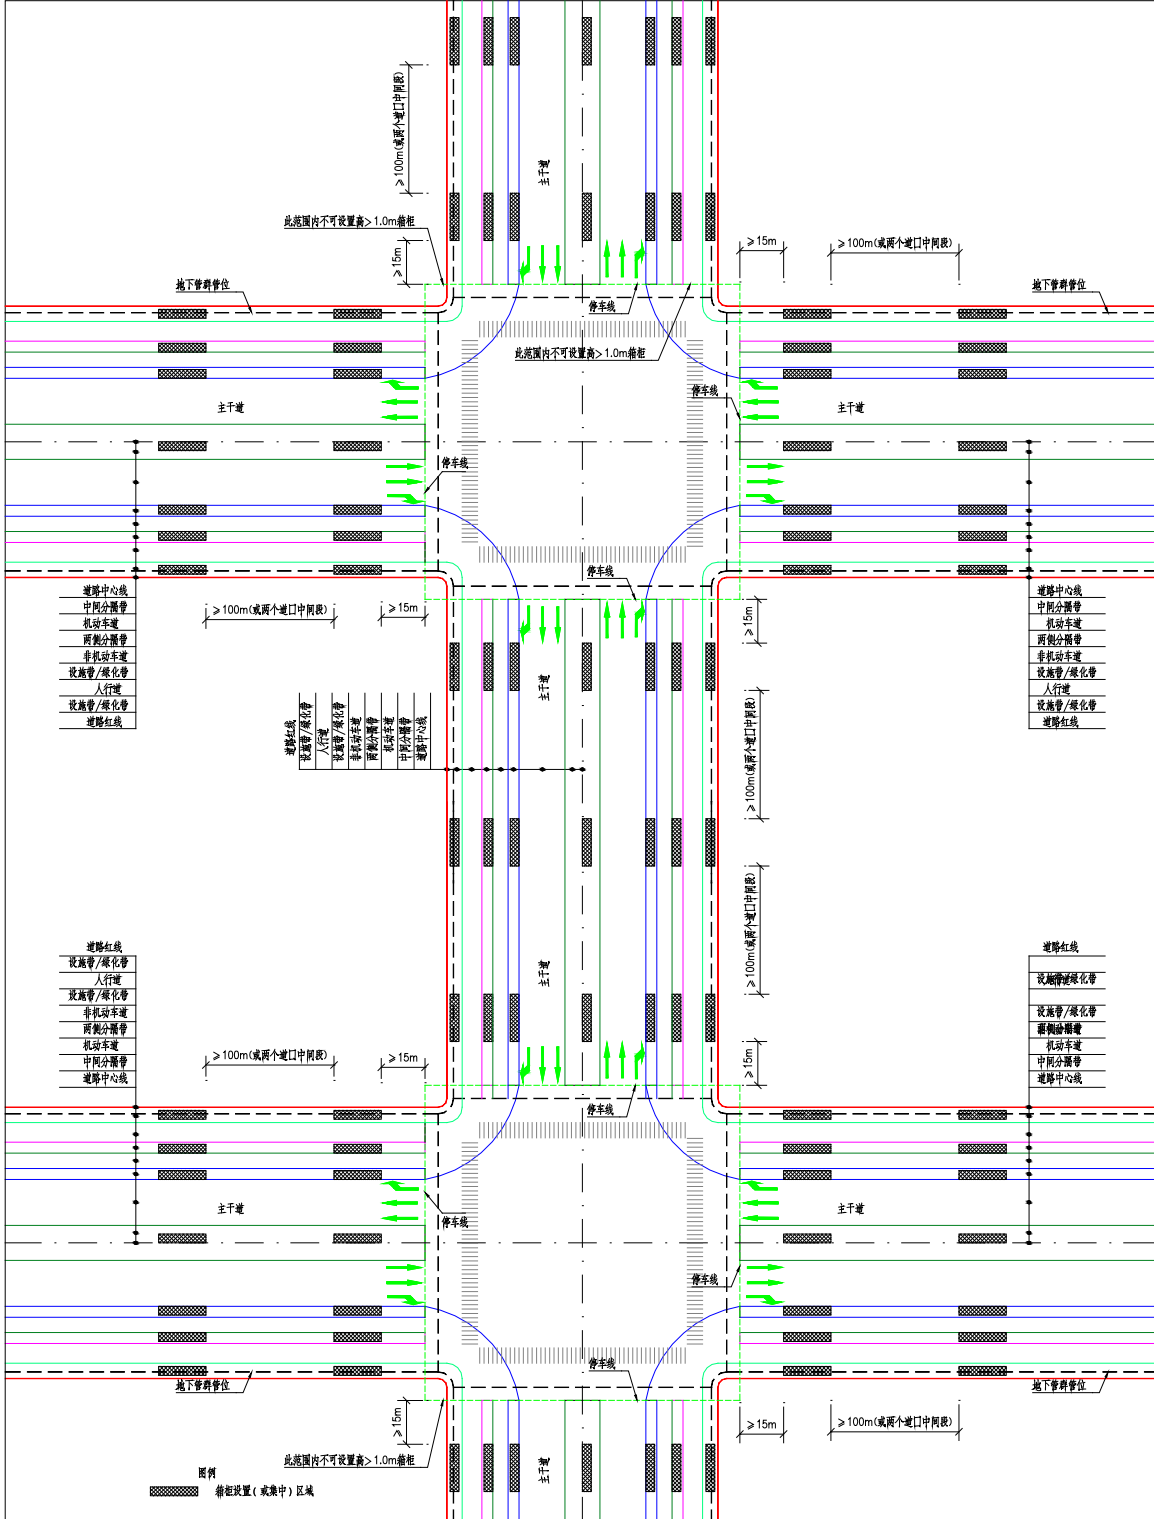 ≥100m(或两个道口中间段)
主干道
此范围内不可设置高>1.0m箱柜
≥15m
≥15m
≥100m(或两个道口中间段)
地下管群管位
地下管群管位
停车线
此范围内不可设置高>1.0m箱柜
停车线
主干道
主干道
停车线
停车线
道路中心线
中间分隔带
机动车道
两侧分隔带
非机动车道
设施带/绿化带
人行道
设施带/绿化带
道路红线
≥100m(或两个道口中间段)
≥15m
≥15m
道路中心线
中间分隔带
机动车道
两侧分隔带
非机动车道
设施带/绿化带
人行道
设施带/绿化带
道路红线
主干道
道路红线
设施带/绿化带
人行道
设施带/绿化带
非机动车道
两侧分隔带
机动车道
中间分隔带
道路中心线
≥100m(或两个道口中间段)
≥100m(或两个道口中间段)
主干道
道路红线
设施带/绿化带
人行道
设施带/绿化带
非机动车道
两侧分隔带
机动车道
中间分隔带
道路中心线
≥100m(或两个道口中间段)
≥15m
≥15m
道路红线
设施带/绿化带
机动车道
中间分隔带
道路中心线
停车线
主干道
主干道
停车线
停车线
停车线
地下管群管位
地下管群管位
≥15m
≥15m
≥100m(或两个道口中间段)
此范围内不可设置高>1.0m箱柜
主干道
图例
箱柜设置(或集中)区域